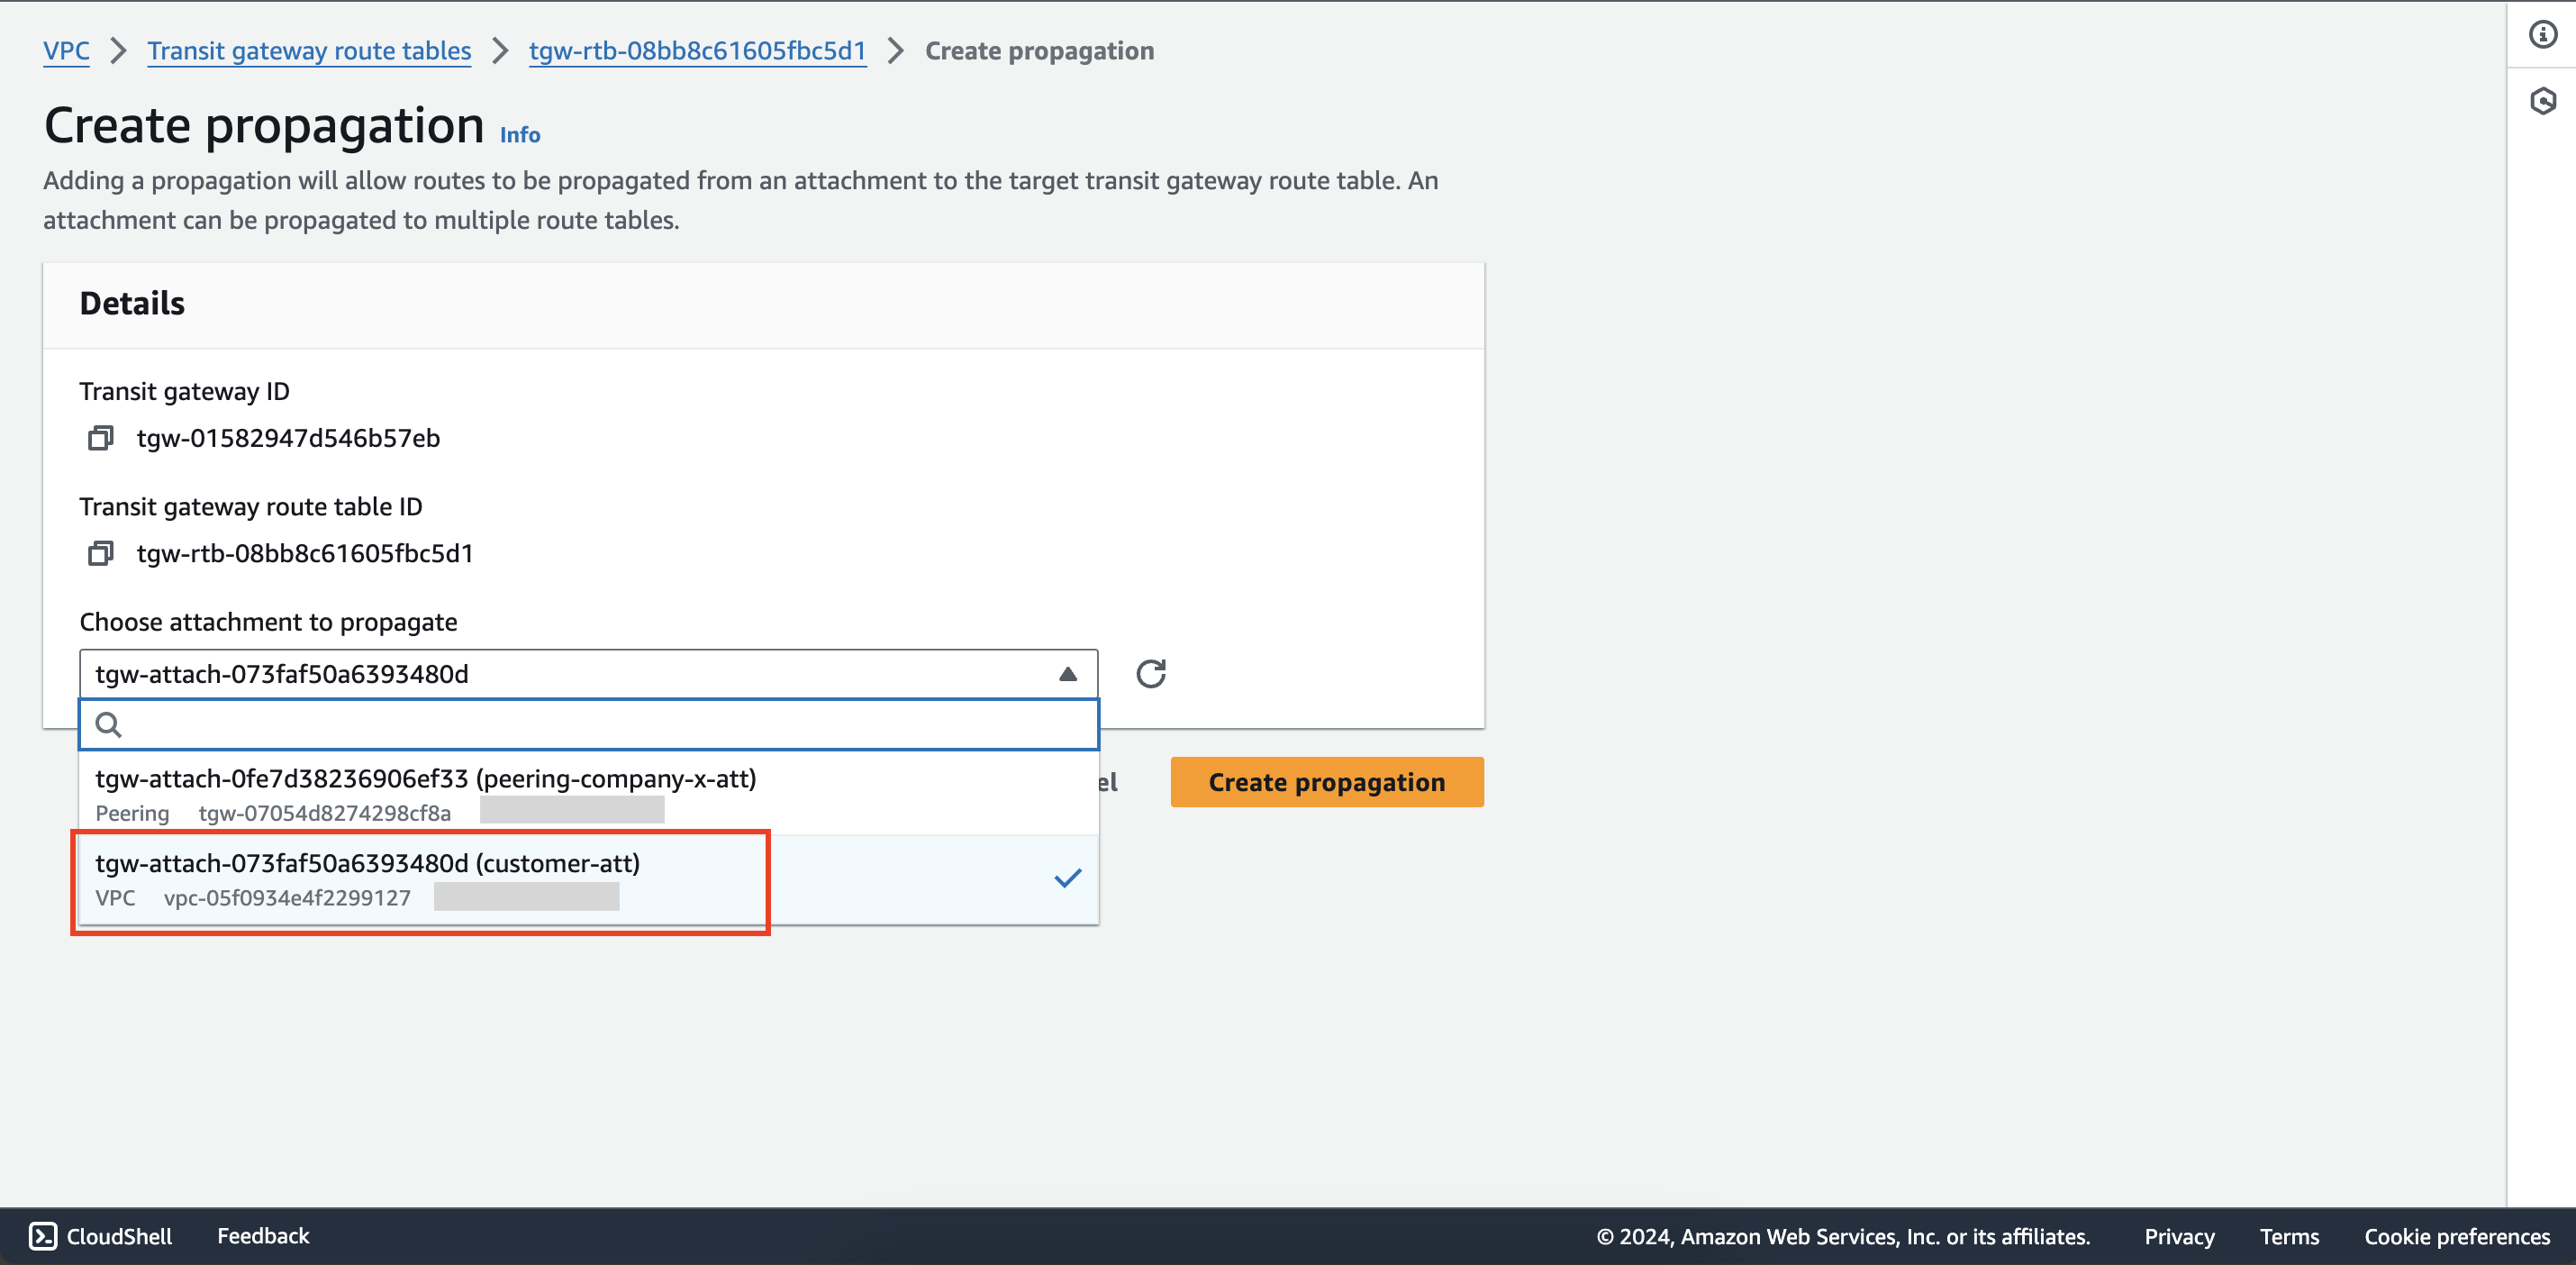 VPC > Transit gateway route tables > tgw-rtb-08bb8c61605fbc5d1 > Create propagation
Create propagation Info
Adding a propagation will allow routes to be propagated from an attachment to the target transit gateway route table. An
attachment can be propagated to multiple route tables.
Details
Transit gateway ID
tgw-01582947d546b57eb
Transit gateway route table ID
tgw-rtb-08bb8c61605fbc5d1
Choose attachment to propagate
tgw-attach-073faf50a6393480d
tgw-attach-0fe7d38236906ef33 (peering-company-x-att)
Peering tgw-07054d8274298cf8a
el Create propagation
tgw-attach-073faf50a6393480d (customer-att)
VPC vpc-05f0934e4f2299127
CloudShell Feedback © 2024, Amazon Web Services, Inc. or its affiliates. Privacy Terms Cookie preferences